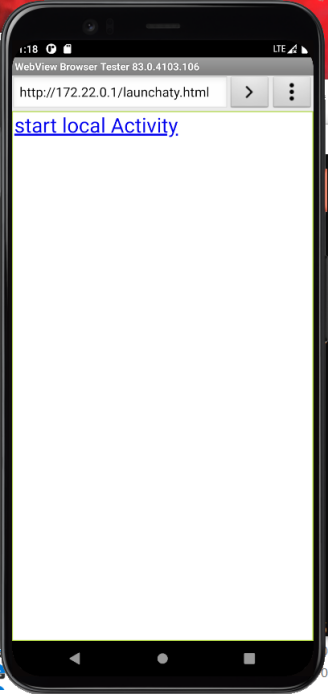 1:18 LTE
WebView Browser Tester 83.0.4103.106
http://172.22.0.1/launchaty.html
start local Activity